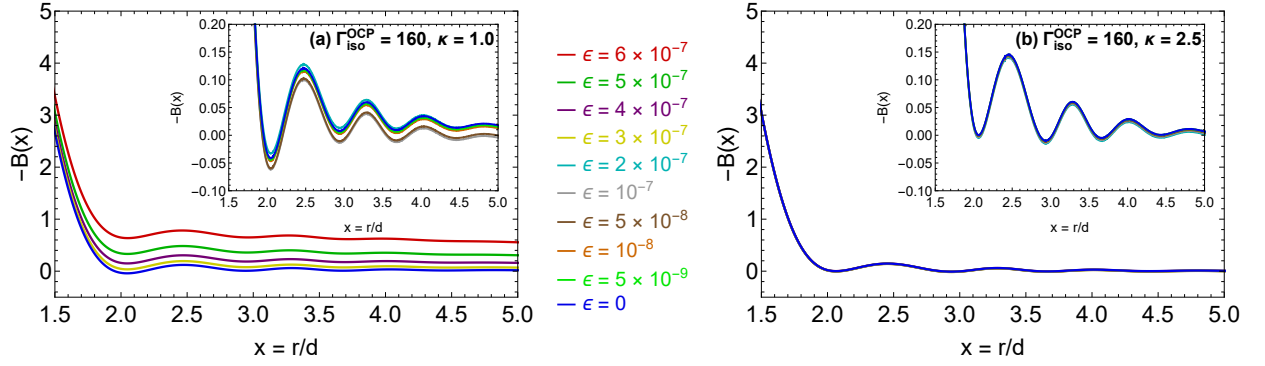 5
4
3
2
1
0
−B(x)
1.5 2.0 2.5 3.0 3.5 4.0 4.5 5.0
x = r/d
0.20
0.15
0.10
0.05
0.00
−0.05
−0.10
−B(x)
1.5 2.0 2.5 3.0 3.5 4.0 4.5 5.0
x = r/d
(a) Γ_iso^OCP = 160, κ = 1.0
ϵ = 6 × 10⁻⁷
ϵ = 5 × 10⁻⁷
ϵ = 4 × 10⁻⁷
ϵ = 3 × 10⁻⁷
ϵ = 2 × 10⁻⁷
ϵ = 10⁻⁷
ϵ = 5 × 10⁻⁸
ϵ = 10⁻⁸
ϵ = 5 × 10⁻⁹
ϵ = 0
5
4
3
2
1
0
−B(x)
1.5 2.0 2.5 3.0 3.5 4.0 4.5 5.0
x = r/d
0.20
0.15
0.10
0.05
0.00
−0.05
−0.10
−B(x)
1.5 2.0 2.5 3.0 3.5 4.0 4.5 5.0
x = r/d
(b) Γ_iso^OCP = 160, κ = 2.5